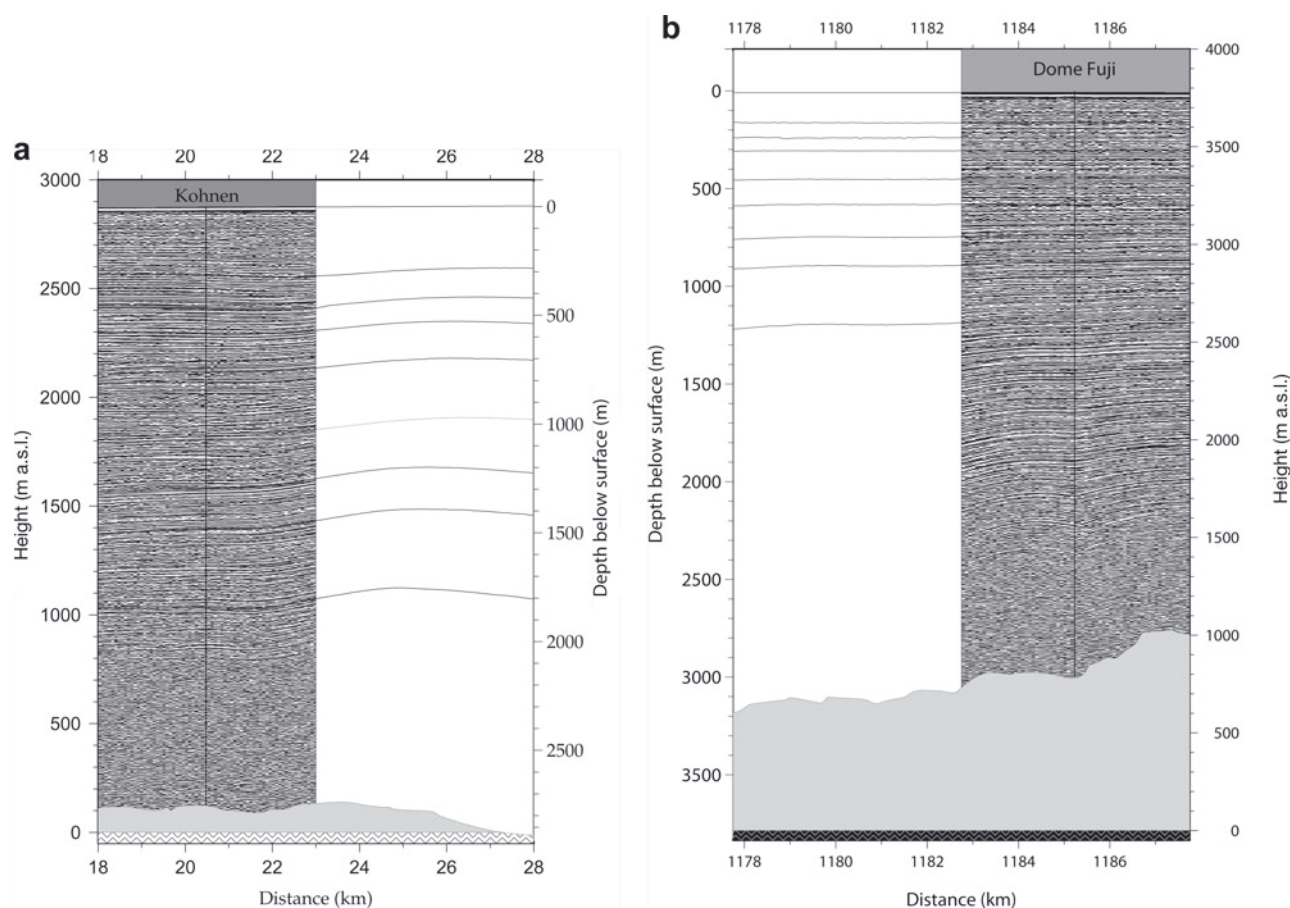 a
18 20 22 24 26 28
Kohnen
3000
2500
2000
1500
1000
500
0
Height (m a.s.l.)
0
500
1000
1500
2000
2500
Depth below surface (m)
18 20 22 24 26 28
Distance (km)
b
1178 1180 1182 1184 1186
Dome Fuji
0
500
1000
1500
2000
2500
3000
3500
Depth below surface (m)
4000
3500
3000
2500
2000
1500
1000
500
0
Height (m a.s.l.)
1178 1180 1182 1184 1186
Distance (km)